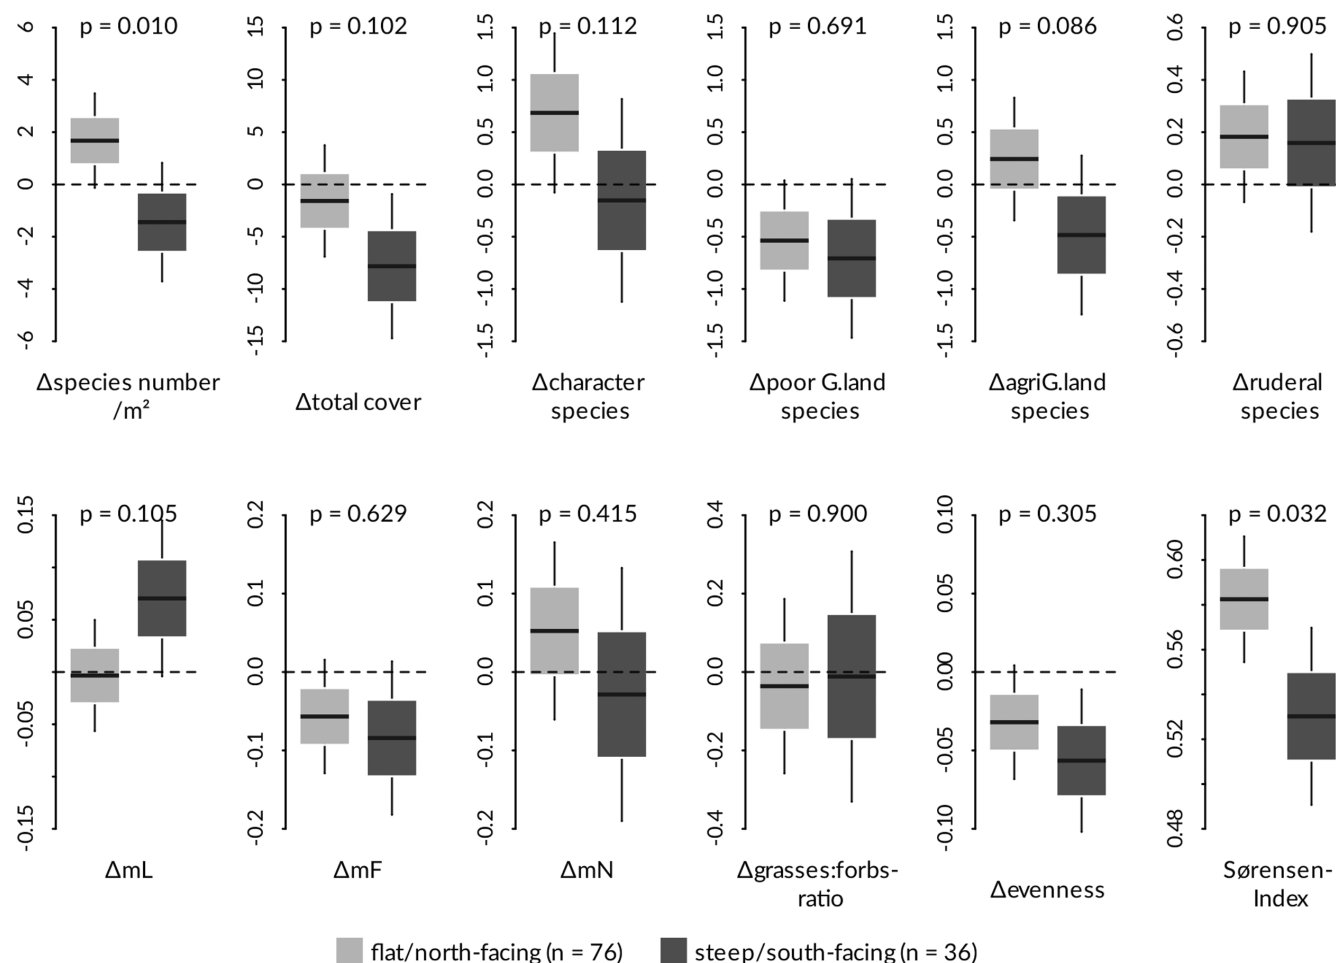 p = 0.010
6
4
2
0
-2
-4
-6
Δspecies number
/m²
p = 0.102
15
10
5
0
-5
-10
-15
Δtotal cover
p = 0.112
1.5
1.0
0.5
0.0
-0.5
-1.0
-1.5
Δcharacter
species
p = 0.691
1.5
1.0
0.5
0.0
-0.5
-1.0
-1.5
Δpoor G.land
species
p = 0.086
1.5
1.0
0.5
0.0
-0.5
-1.0
-1.5
ΔagriG.land
species
p = 0.905
0.6
0.4
0.2
0.0
-0.2
-0.4
-0.6
Δruderal
species
p = 0.105
0.15
0.05
-0.05
-0.15
ΔmL
p = 0.629
0.2
0.1
0.0
-0.1
-0.2
ΔmF
p = 0.415
0.2
0.1
0.0
-0.1
-0.2
ΔmN
p = 0.900
0.4
0.2
0.0
-0.2
-0.4
Δgrasses:forbs-
ratio
p = 0.305
0.10
0.05
0.00
-0.05
-0.10
Δevenness
p = 0.032
0.60
0.56
0.52
0.48
Sørensen-
Index
flat/north-facing (n = 76)
steep/south-facing (n = 36)